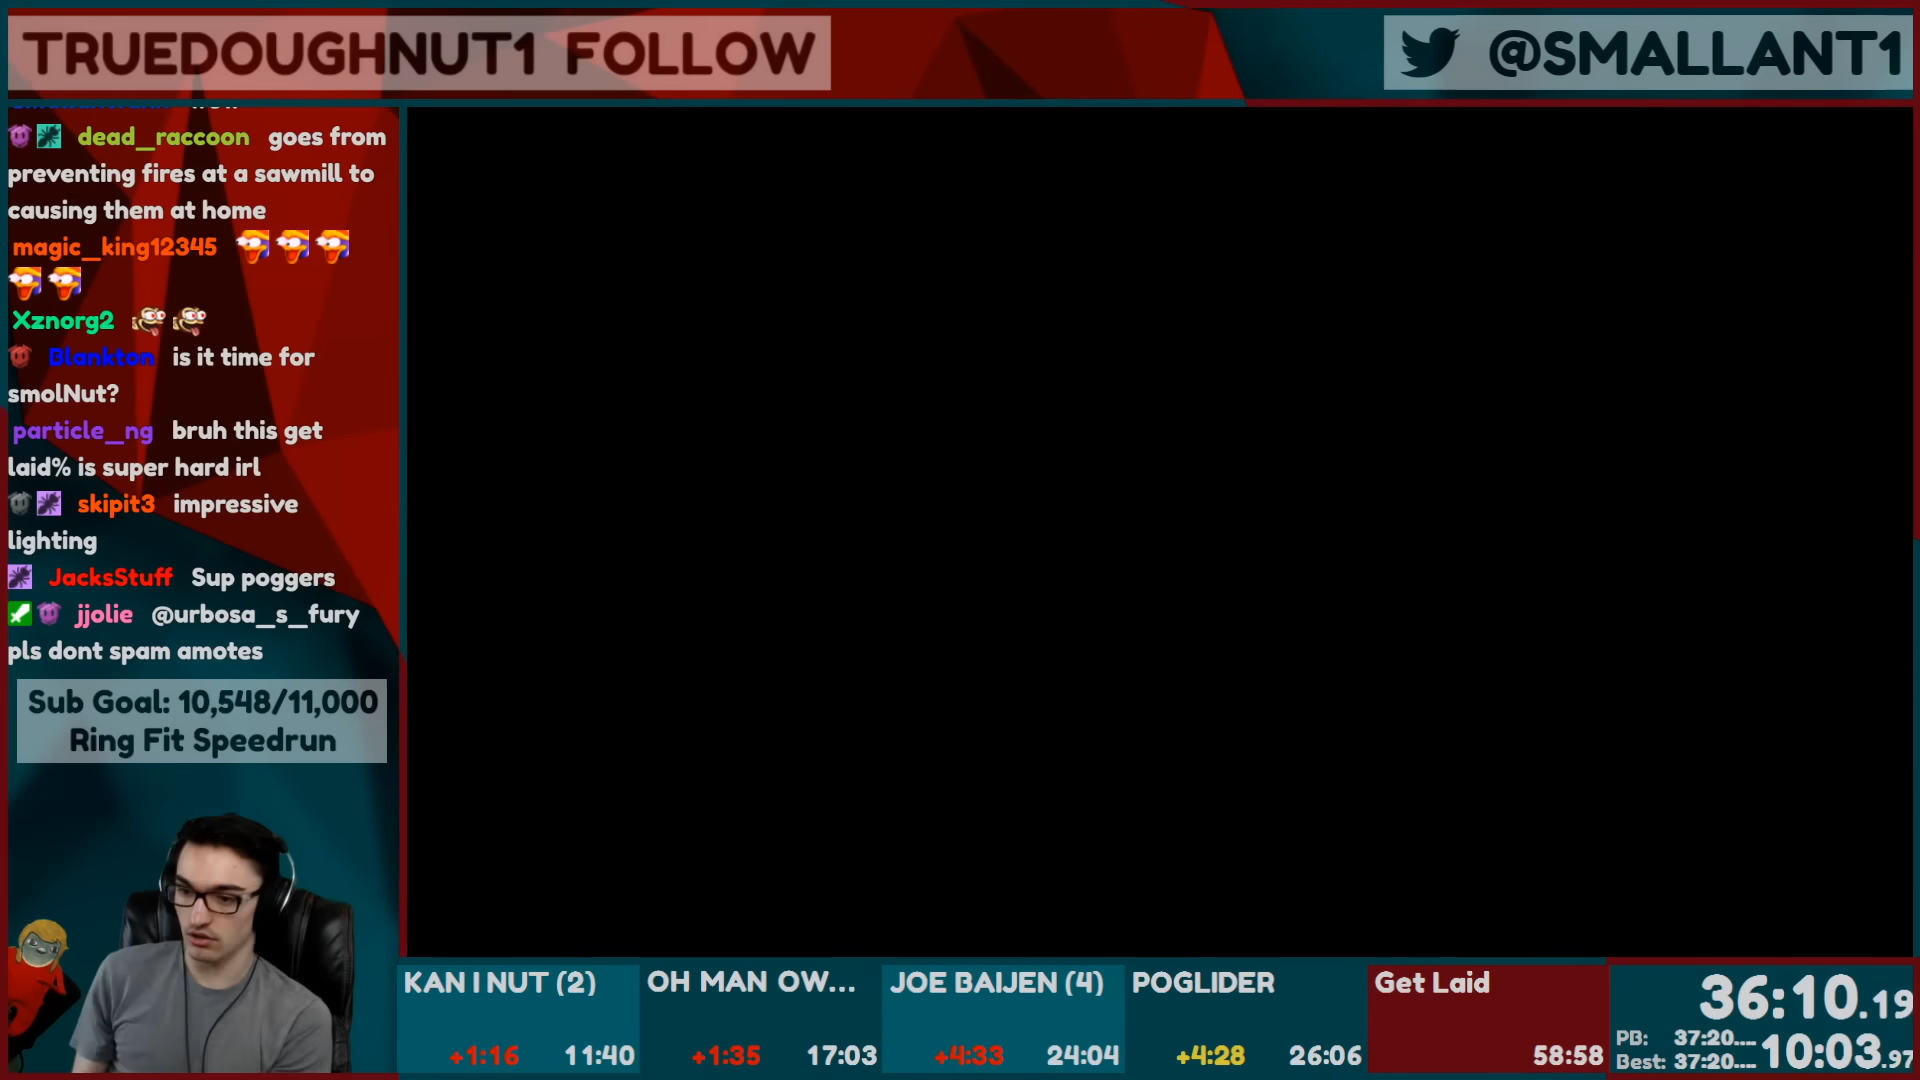 TRUEDOUGHNUT1 FOLLOW
@SMALLANT1
dead_raccoon goes from
preventing fires at a sawmill to
causing them at home
magic_king12345
Xznorg2
Blankton is it time for
smolNut?
particle_ng bruh this get
laid% is super hard irl
skipit3 impressive
lighting
JacksStuff Sup poggers
jjolie @urbosa_s_fury
pls dont spam amotes
Sub Goal: 10,548/11,000
Ring Fit Speedrun
KAN I NUT (2)
+1:16 11:40
OH MAN OW...
+1:35 17:03
JOE BAIJEN (4)
+4:33 24:04
POGLIDER
+4:28 26:06
Get Laid
58:58
36:10.19
PB: 37:20....
Best: 37:20....
10:03.97